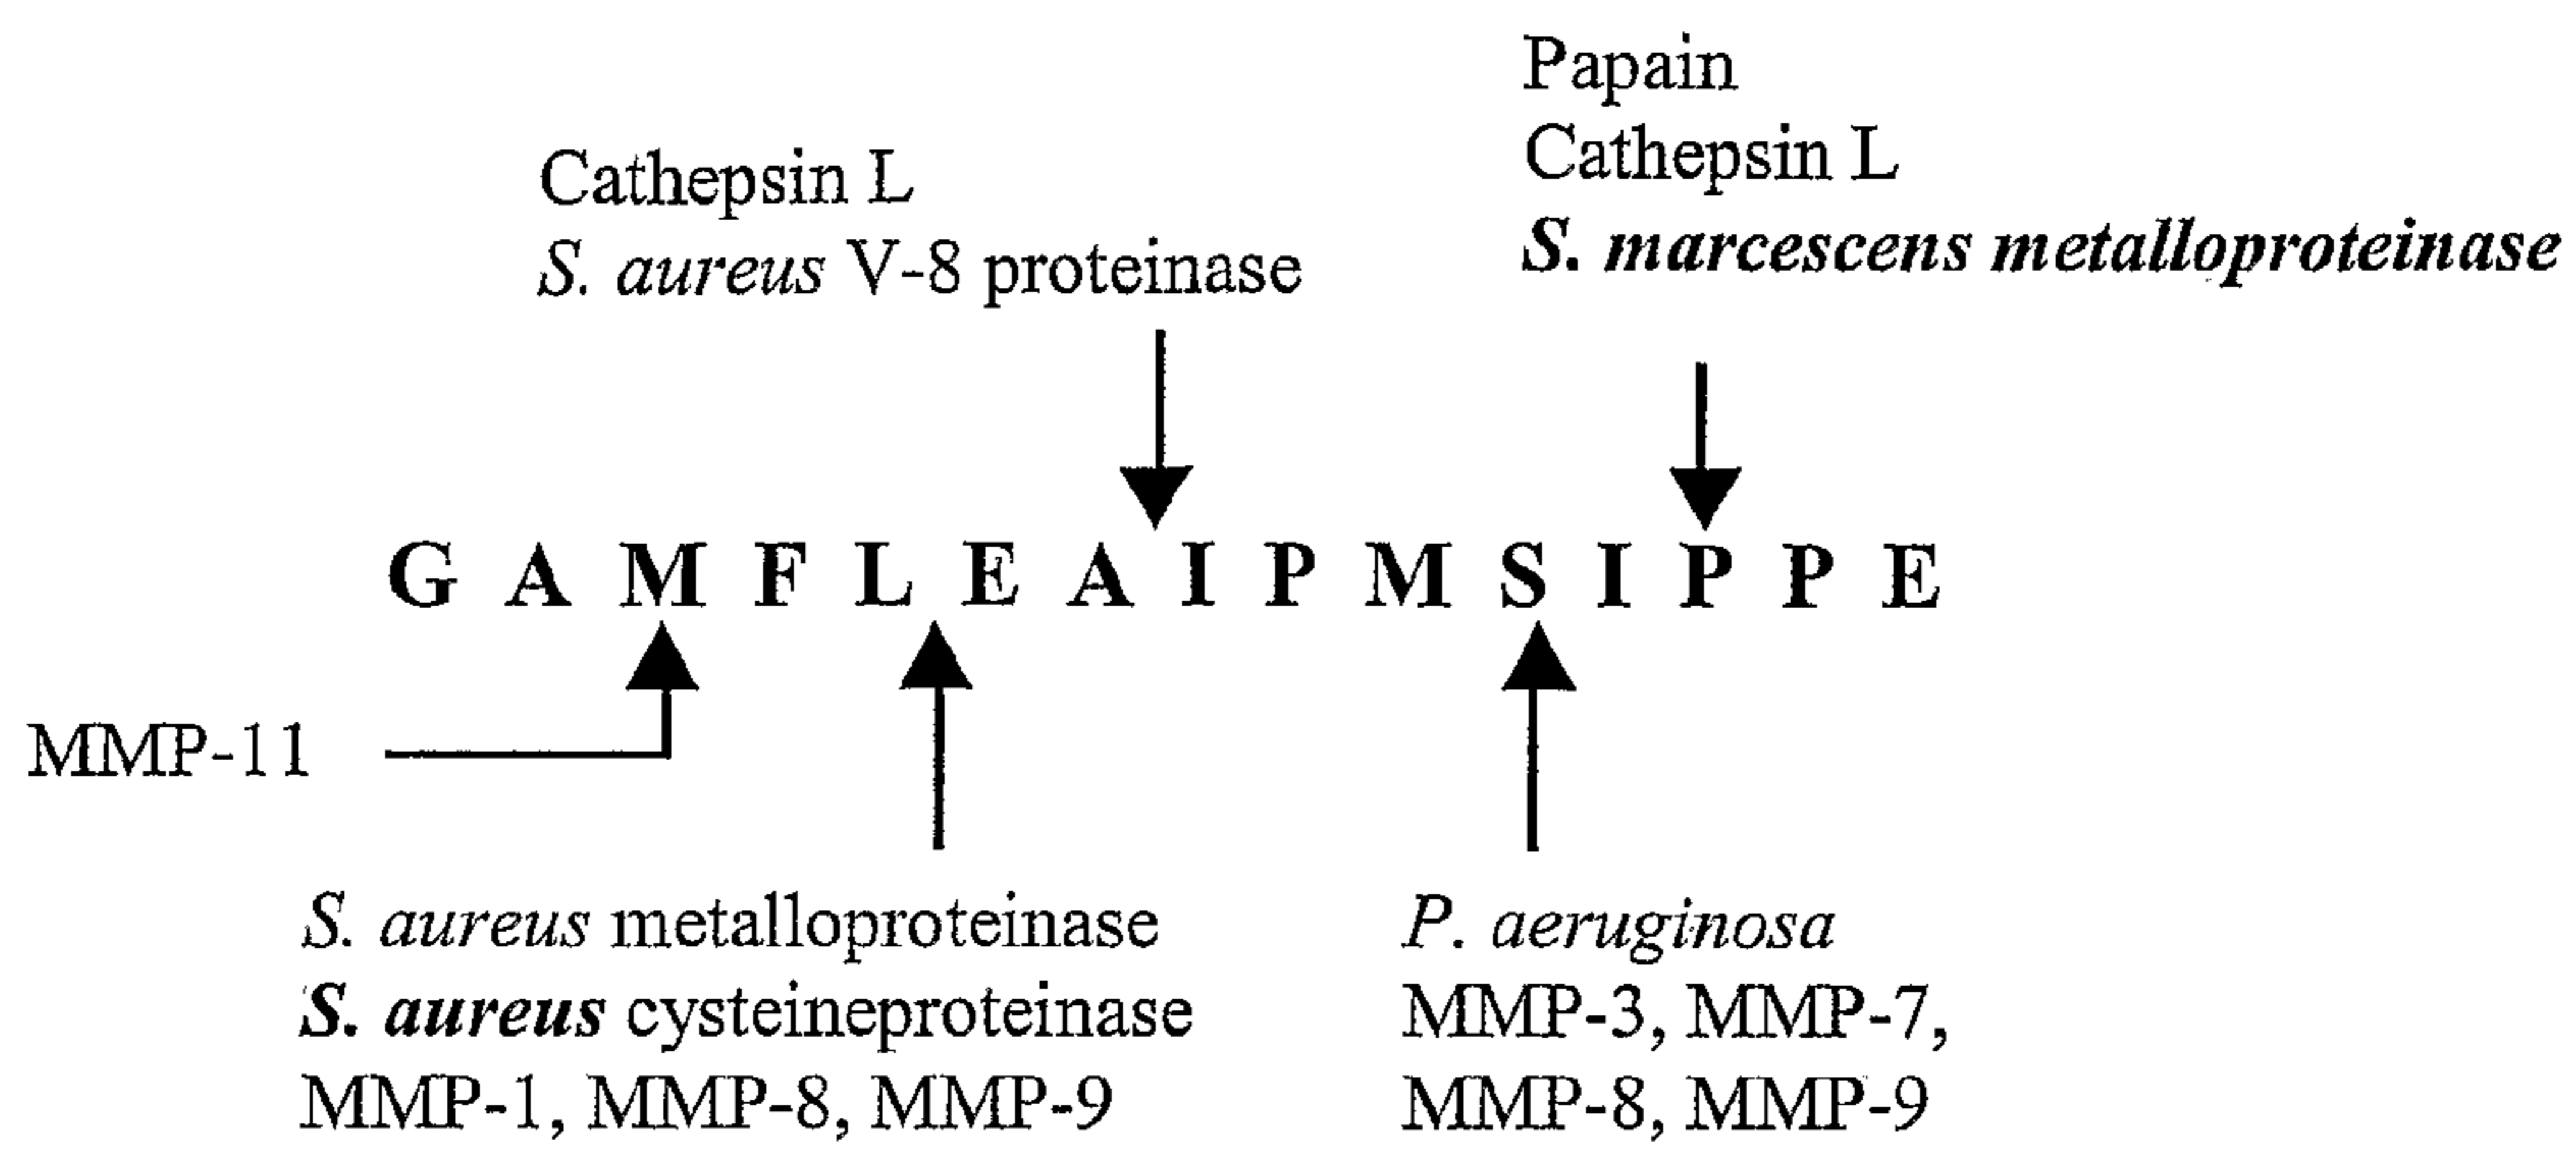 Papain
Cathepsin L
S. marcescens metalloproteinase
Cathepsin L
S. aureus V-8 proteinase
G A M F L E A I P M S I P P E
MMP-11
S. aureus metalloproteinase
S. aureus cysteineproteinase
MMP-1, MMP-8, MMP-9
P. aeruginosa
MMP-3, MMP-7,
MMP-8, MMP-9